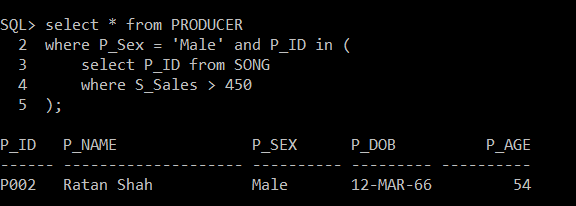 SQL> select * from PRODUCER
  2  where P_Sex = 'Male' and P_ID in (
  3      select P_ID from SONG
  4      where S_Sales > 450
  5  );
P_ID   P_NAME               P_SEX      P_DOB          P_AGE
------ -------------------- ---------- --------- ----------
P002   Ratan Shah           Male       12-MAR-66         54